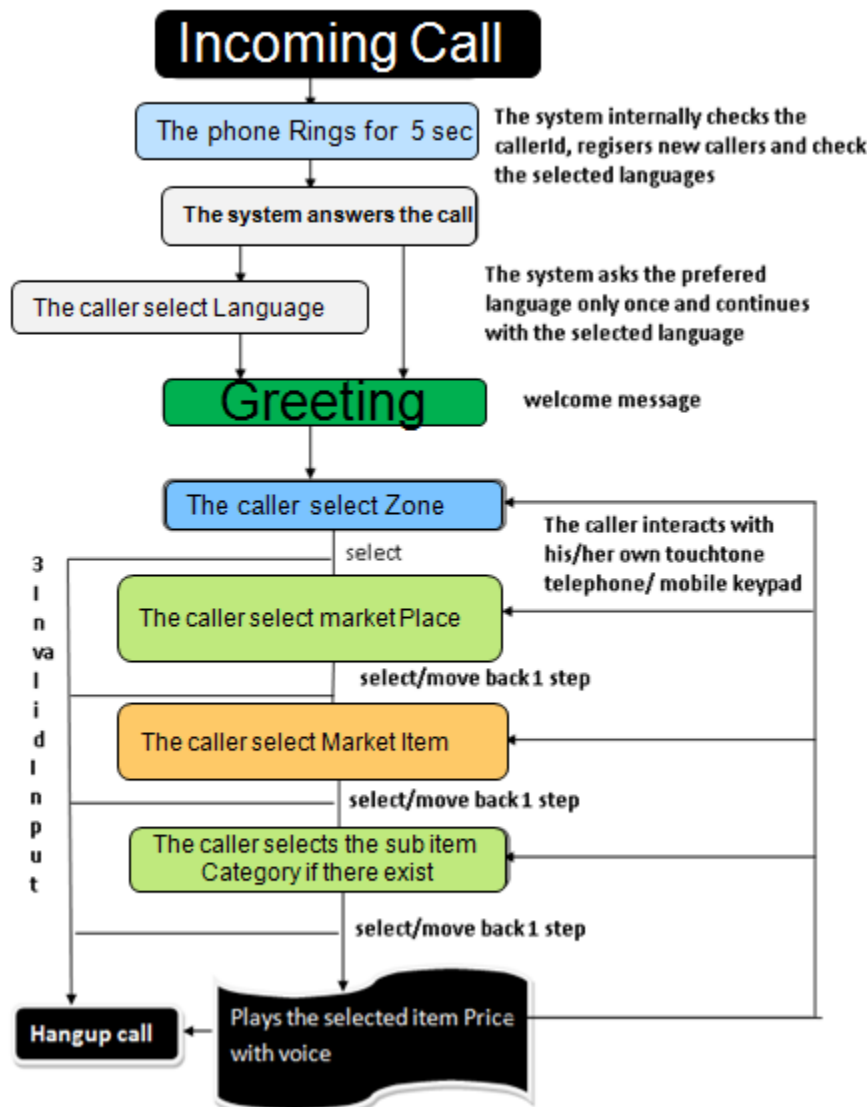 Incoming Call
The phone Rings for 5 sec
The system internally checks the
callerId, regisers new callers and check
the selected languages
The system answers the call
The caller select Language
The system asks the prefered
language only once and continues
with the selected language
Greeting
welcome message
The caller select Zone
select
The caller interacts with
his/her own touchtone
telephone/ mobile keypad
3
I
n
va
l
i
d
I
n
p
u
t
The caller select market Place
select/move back 1 step
The caller select Market Item
select/move back 1 step
The caller selects the sub item
Category if there exist
select/move back 1 step
Hangup call
Plays the selected item Price
with voice